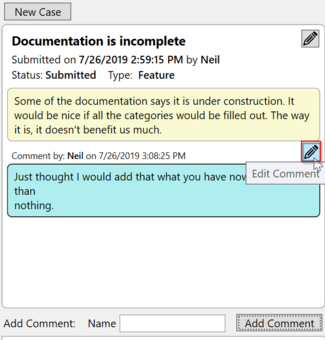 New Case
Documentation is incomplete
Submitted on 7/26/2019 2:59:15 PM by Neil
Status: Submitted Type: Feature
Some of the documentation says it is under construction. It
would be nice if all the categories would be filled out. The way
it is, it doesn't benefit us much.
Comment by: Neil on 7/26/2019 3:08:25 PM
Edit Comment
Just thought I would add that what you have now
than
nothing.
Add Comment: Name
Add Comment